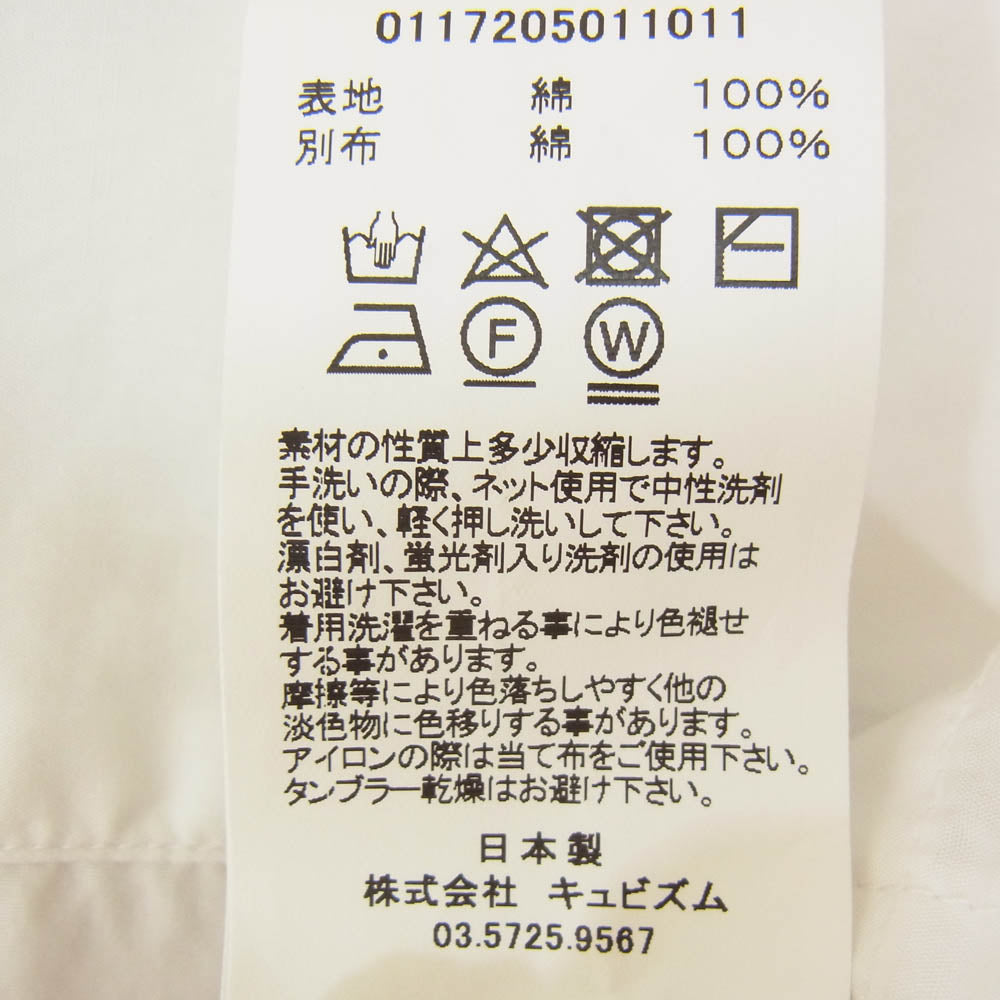 0117205011011
表地 綿 100%
別布 綿 100%
F W
素材の性質上多少収縮します。
手洗いの際、ネット使用で中性洗剤
を使い、軽く押し洗いして下さい。
漂白剤、蛍光剤入り洗剤の使用は
お避け下さい。
着用洗濯を重ねる事により色褪せ
する事があります。
摩擦等により色落ちしやすく他の
淡色物に色移りする事があります。
アイロンの際は当て布をご使用下さい。
タンブラー乾燥はお避け下さい。
日本製
株式会社 キュビズム
03.5725.9567